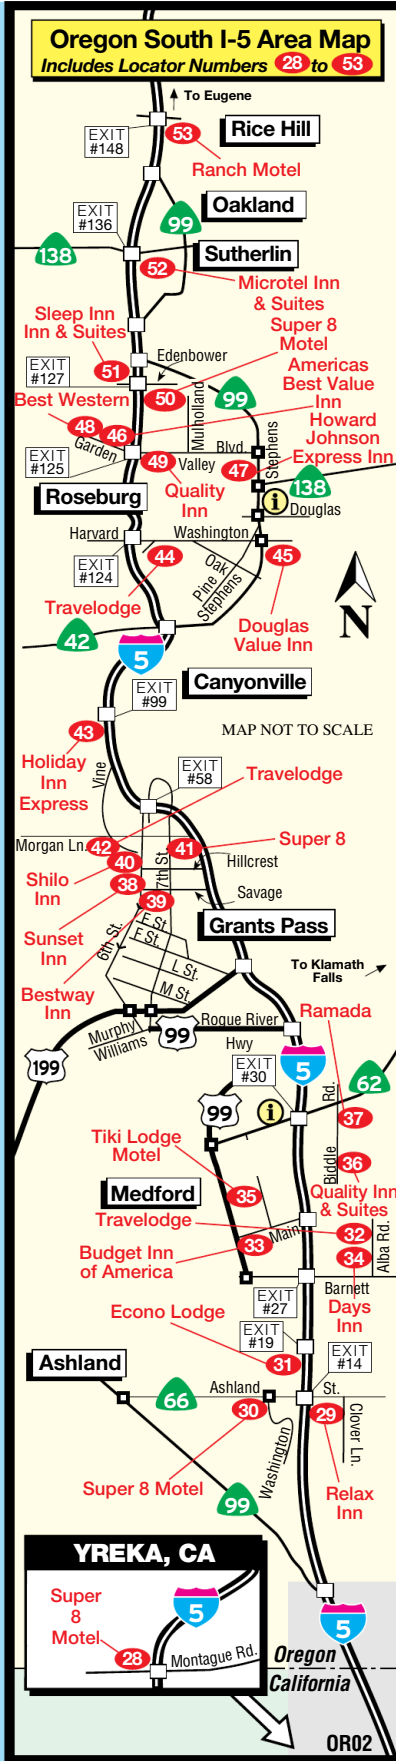 Oregon South I-5 Area Map
Includes Locator Numbers 28 to 53
To Eugene
EXIT
#148
53
Rice Hill
Ranch Motel
Oakland
EXIT
#136
99
138
Sutherlin
52
Microtel Inn
& Suites
Sleep Inn
Inn & Suites
Super 8
Motel
51
Edenbower
EXIT
#127
50
Mulholland
99
Americas
Best Value
Inn
Best Western
48
46
Howard
Johnson
Express Inn
Garden
Blvd.
Stephens
EXIT
#125
49
Valley
47
Quality
Inn
138
Roseburg
i
Douglas
Harvard
Washington
EXIT
#124
44
Oak
Pine
Stephens
45
Travelodge
Douglas
Value Inn
N
42
5
Canyonville
EXIT
#99
43
MAP NOT TO SCALE
Holiday
Inn
Express
Vine
EXIT
#58
Travelodge
Morgan Ln.
42
41
Super 8
40
7th St.
Hillcrest
Shilo
Inn
38
39
Savage
Sunset
Inn
6th St.
E St.
F St.
Grants Pass
L St.
M St.
Bestway
Inn
To Klamath
Falls
Murphy
Williams
99
Rogue River
Hwy
Ramada
199
5
EXIT
#30
62
99
i
Rd.
37
Tiki Lodge
Motel
Biddle
36
35
Quality Inn
& Suites
Medford
Travelodge
32
Main
33
Alba Rd.
34
Budget Inn
of America
Barnett
EXIT
#27
Days
Inn
Econo Lodge
EXIT
#19
31
EXIT
#14
Ashland
66
Ashland
St.
30
29
Clover Ln.
Washington
Super 8 Motel
99
Relax
Inn
YREKA, CA
Super
8
Motel
5
28
Montague Rd.
5
Oregon
California
OR02